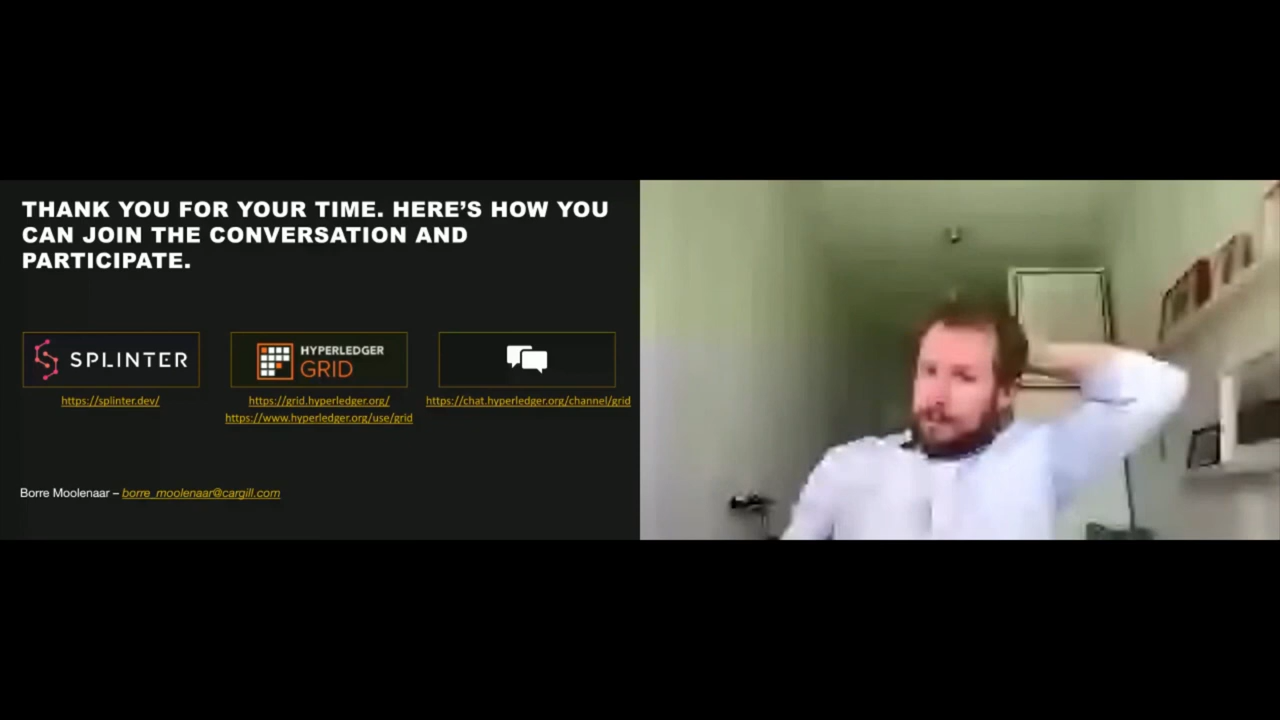 THANK YOU FOR YOUR TIME. HERE'S HOW YOU
CAN JOIN THE CONVERSATION AND
PARTICIPATE.
SPLINTER
HYPERLEDGER
GRID
https://splinter.dev/
https://grid.hyperledger.org/
https://www.hyperledger.org/use/grid
https://chat.hyperledger.org/channel/grid
Borre Moolenaar – borre_moolenaar@cargill.com